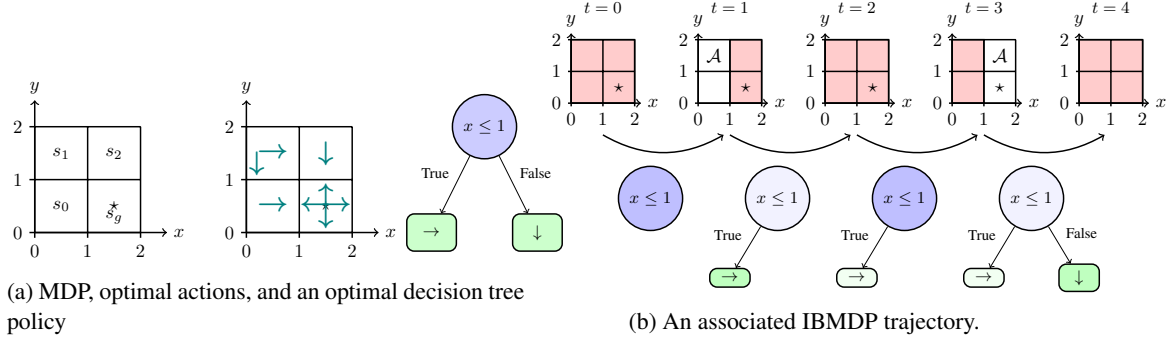 t = 0 t = 1 t = 2 t = 3 t = 4
y y y y y
2 2 2 2 2
𝒜 𝒜
1 1 1 1 1
⋆ ⋆ ⋆ ⋆
0 0 0 0 0
x x x x x
0 1 2 0 1 2 0 1 2 0 1 2 0 1 2
y y
2 2
s₁ s₂
1 1
s₀ ⋆ s_g ⋆
0 0
x x
0 1 2 0 1 2
x ≤ 1
True False
→ ↓
x ≤ 1 x ≤ 1 x ≤ 1 x ≤ 1
True True True False
→ → → ↓
(a) MDP, optimal actions, and an optimal decision tree
policy
(b) An associated IBMDP trajectory.